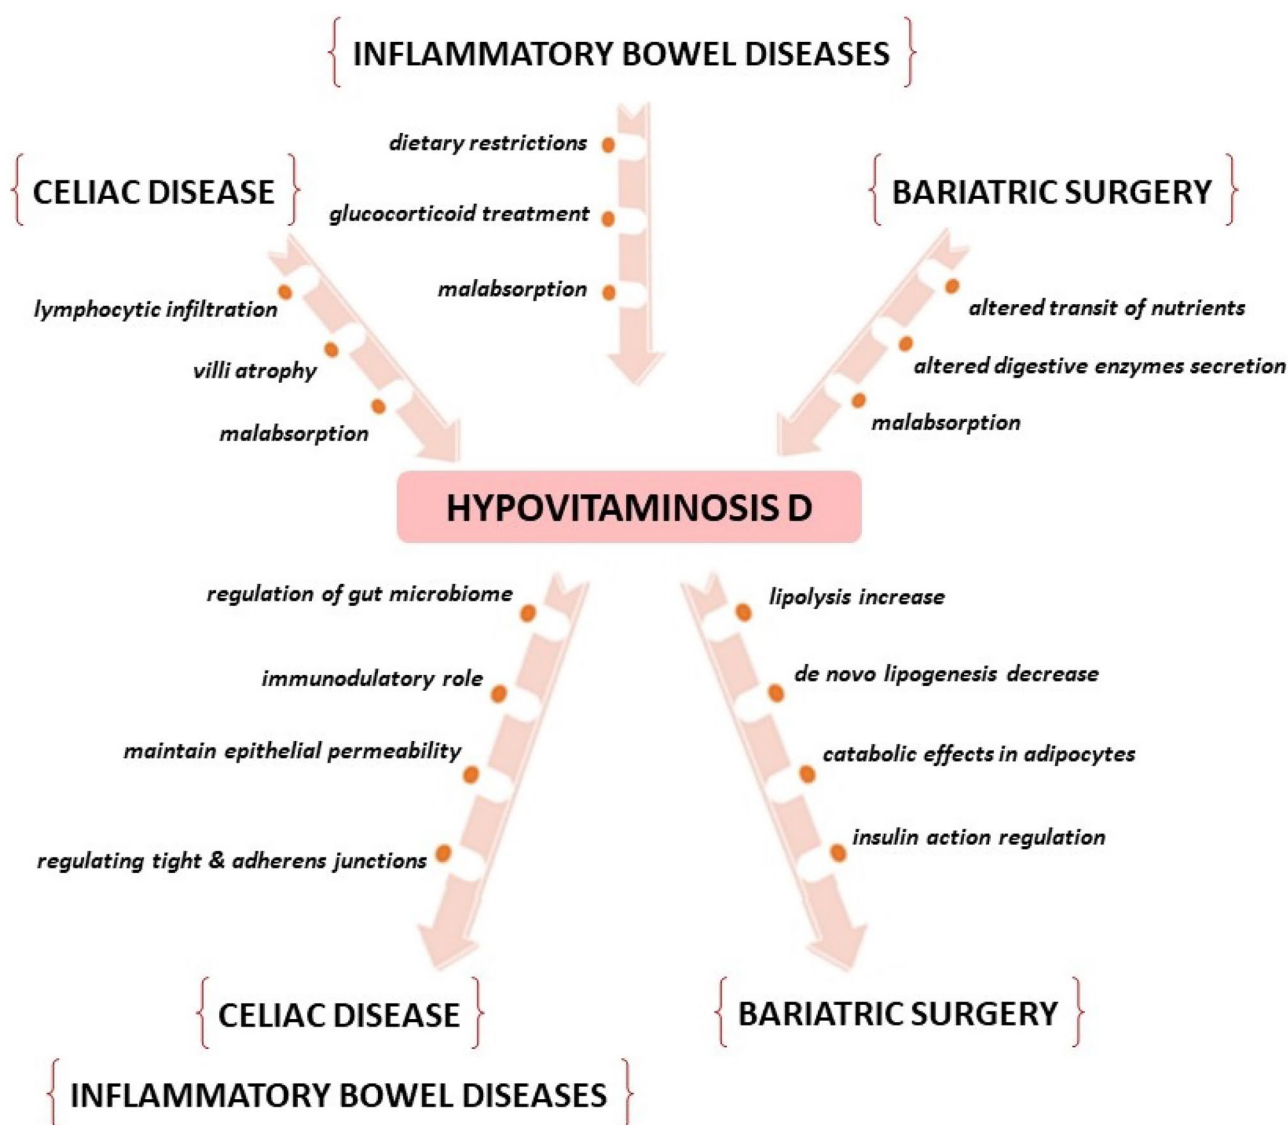 INFLAMMATORY BOWEL DISEASES
CELIAC DISEASE
BARIATRIC SURGERY
dietary restrictions
glucocorticoid treatment
malabsorption
lymphocytic infiltration
villi atrophy
malabsorption
altered transit of nutrients
altered digestive enzymes secretion
malabsorption
HYPOVITAMINOSIS D
regulation of gut microbiome
immunodulatory role
maintain epithelial permeability
regulating tight & adherens junctions
lipolysis increase
de novo lipogenesis decrease
catabolic effects in adipocytes
insulin action regulation
CELIAC DISEASE
INFLAMMATORY BOWEL DISEASES
BARIATRIC SURGERY